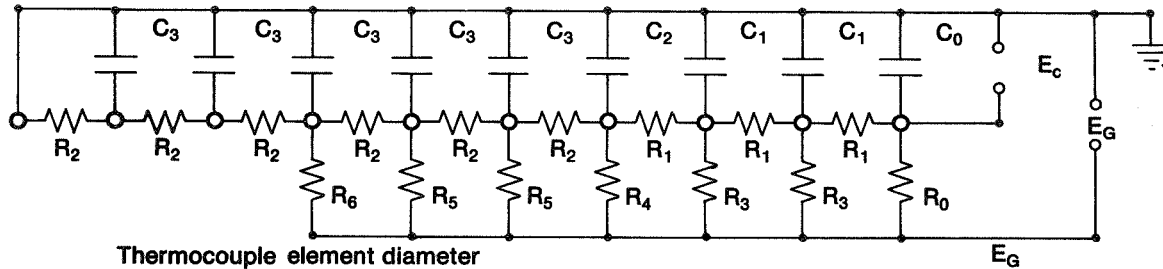 C3 C3 C3 C3 C3 C2 C1 C1 C0
Ec
EG
R2 R2 R2 R2 R2 R2 R1 R1 R1
R6 R5 R5 R4 R3 R3 R0
Thermocouple element diameter EG